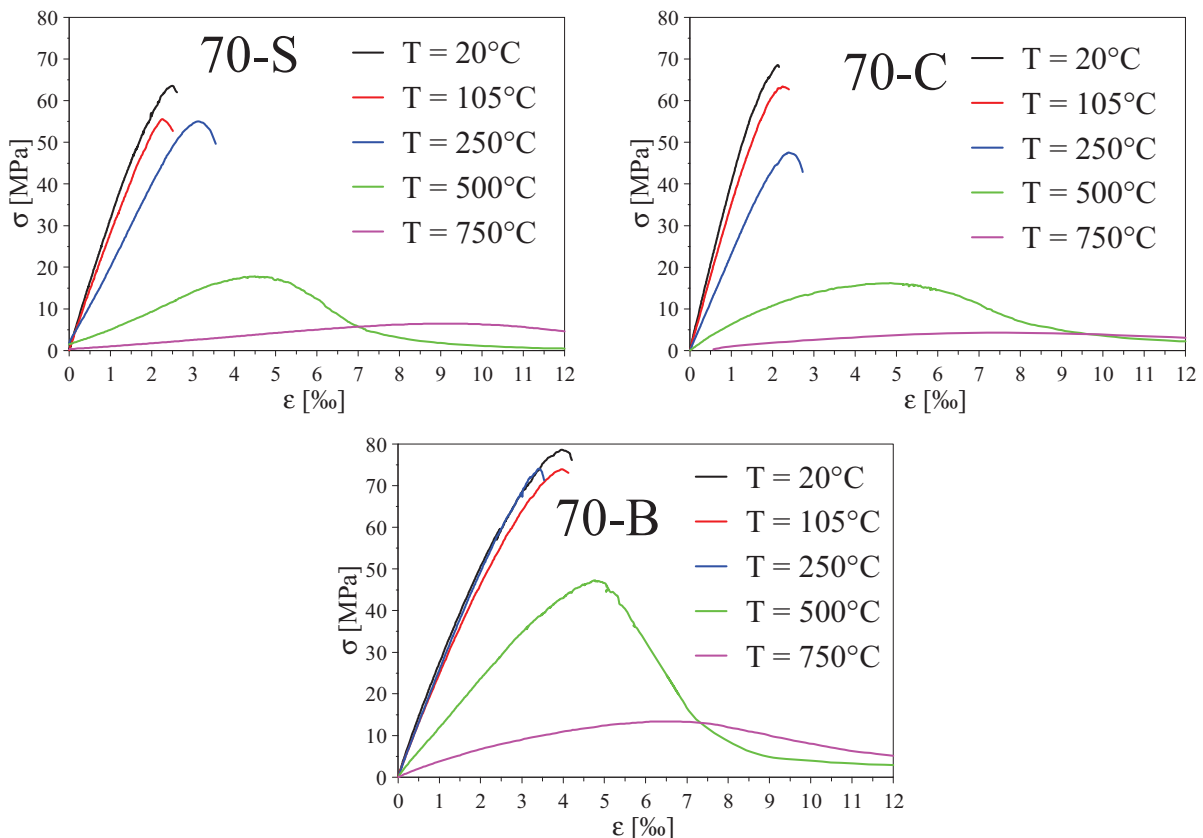 80
70
60
50
40
30
20
10
0
σ [MPa]
70-S
T = 20°C
T = 105°C
T = 250°C
T = 500°C
T = 750°C
0 1 2 3 4 5 6 7 8 9 10 11 12
ε [‰]
80
70
60
50
40
30
20
10
0
σ [MPa]
70-C
T = 20°C
T = 105°C
T = 250°C
T = 500°C
T = 750°C
0 1 2 3 4 5 6 7 8 9 10 11 12
ε [‰]
80
70
60
50
40
30
20
10
0
σ [MPa]
70-B
T = 20°C
T = 105°C
T = 250°C
T = 500°C
T = 750°C
0 1 2 3 4 5 6 7 8 9 10 11 12
ε [‰]